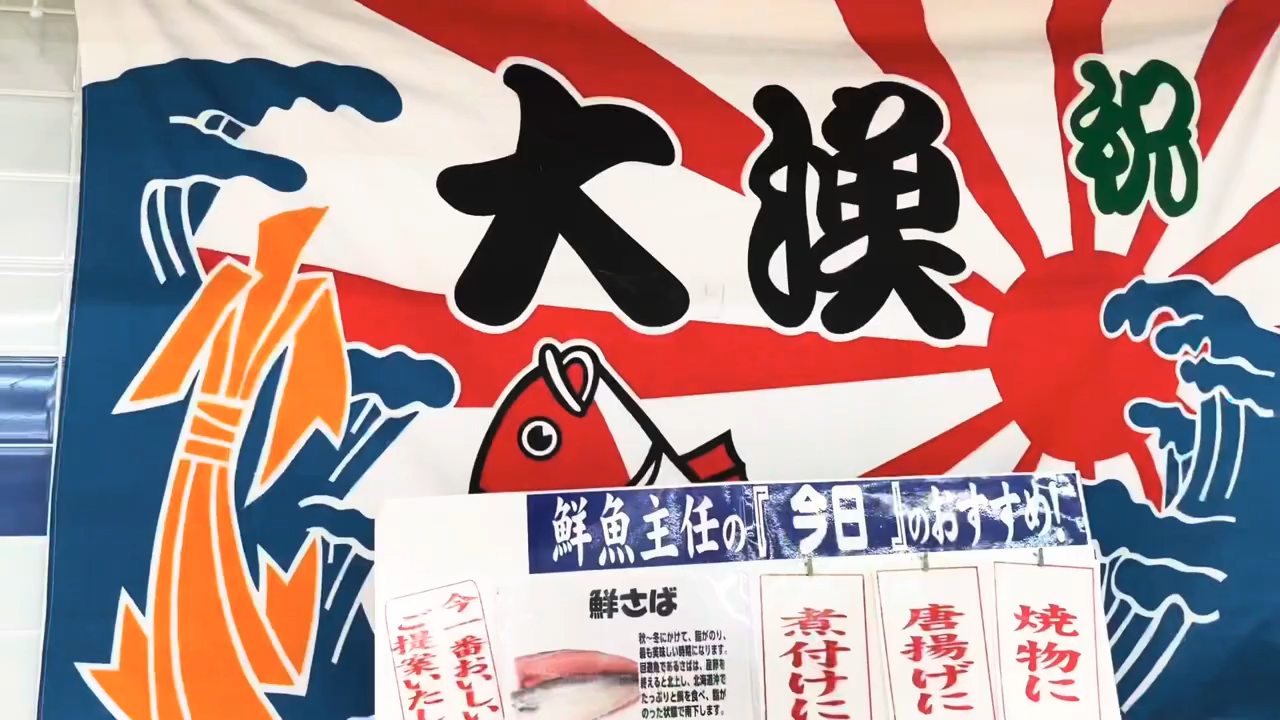 祝
大漁
鮮魚主任の『今日』のおすすめ!
今一番おいしい
ご提案いたし
鮮さば
秋〜冬にかけて、脂がのり、
最も美味しい時期になります。
回遊魚であるさばは、産卵を
終えると北上し、北海道沖で
たっぷりと餌を食べ、脂が
のった状態で南下します。
煮付けに
唐揚げに
焼物に